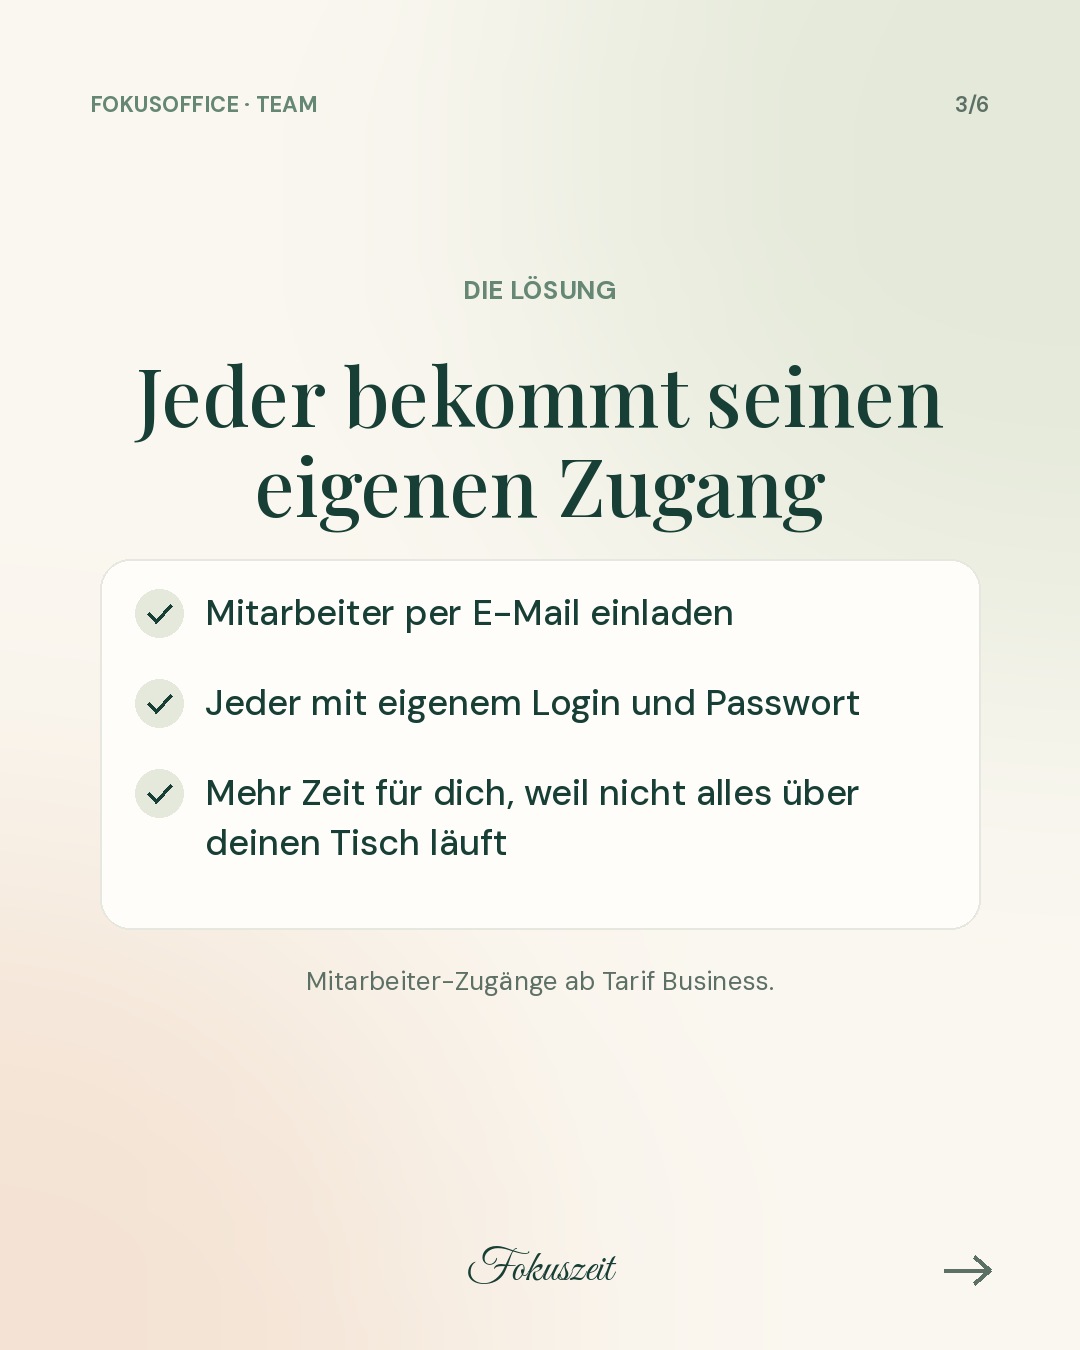 FOKUSOFFICE · TEAM
3/6
DIE LÖSUNG
Jeder bekommt seinen
eigenen Zugang
Mitarbeiter per E-Mail einladen
Jeder mit eigenem Login und Passwort
Mehr Zeit für dich, weil nicht alles über
deinen Tisch läuft
Mitarbeiter-Zugänge ab Tarif Business.
Fokuszeit